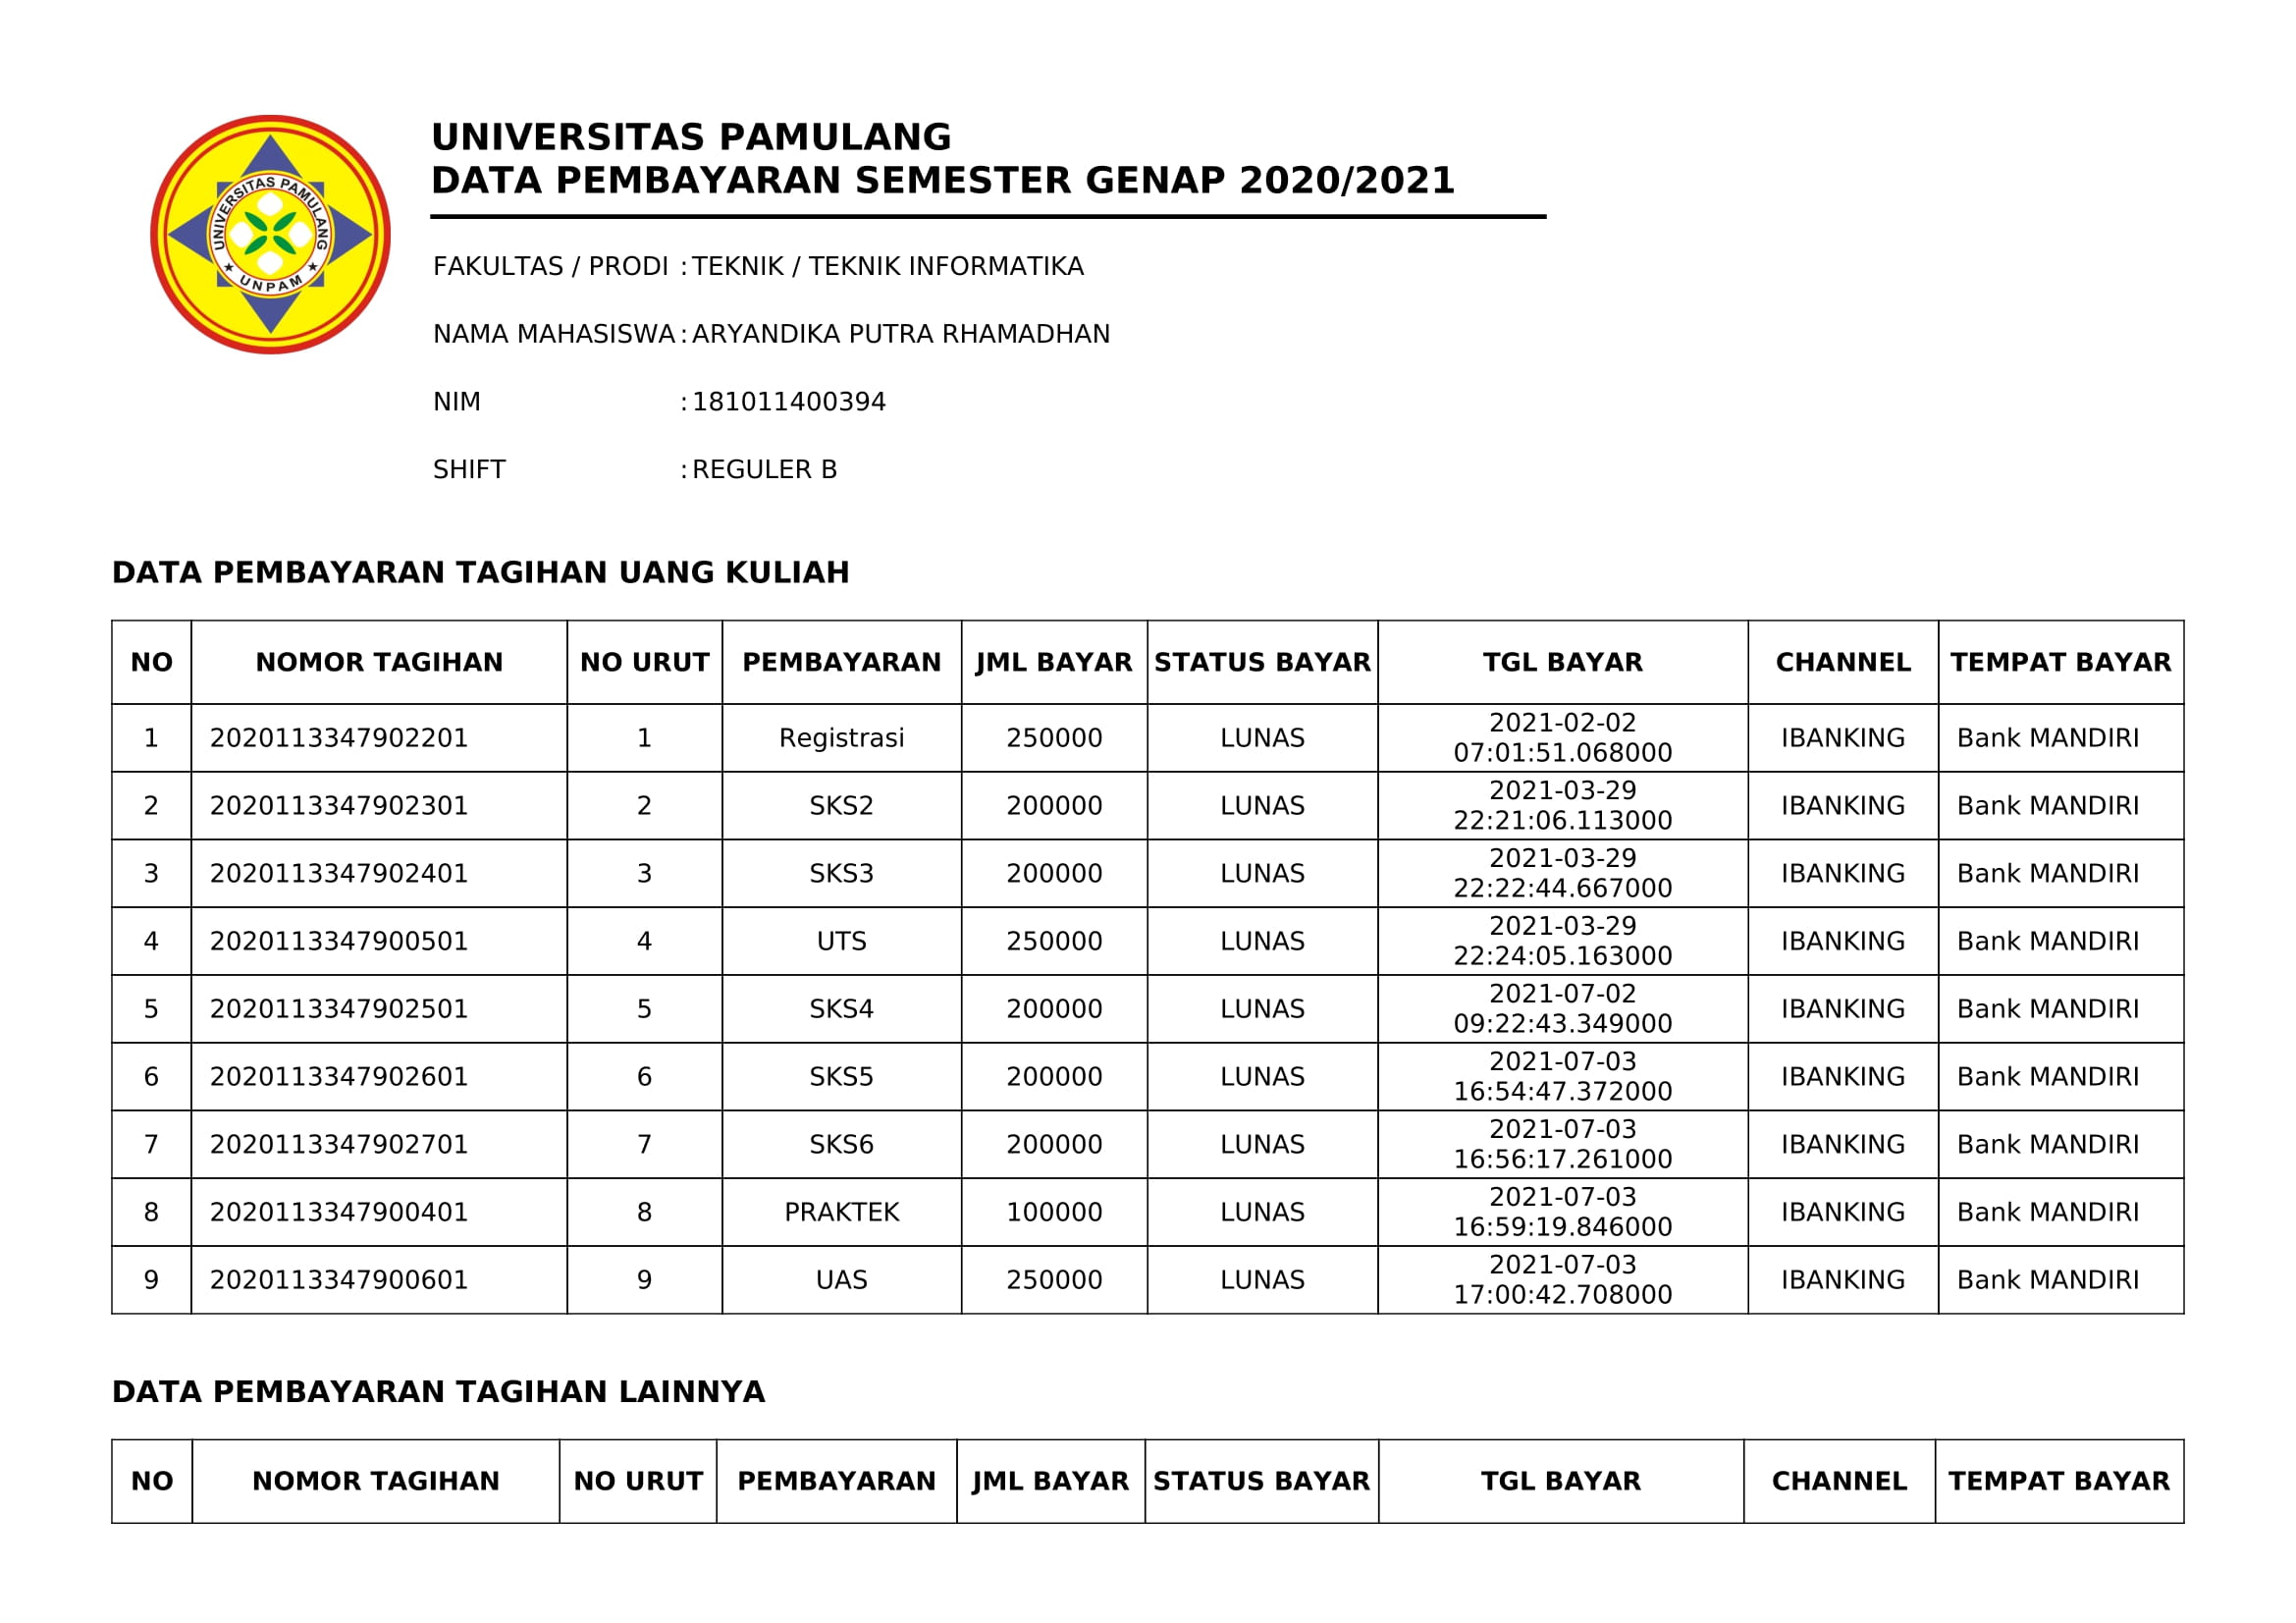 UNIVERSITAS PAMULANG
UNPAM
UNIVERSITAS PAMULANG
DATA PEMBAYARAN SEMESTER GENAP 2020/2021
FAKULTAS / PRODI : TEKNIK / TEKNIK INFORMATIKA
NAMA MAHASISWA : ARYANDIKA PUTRA RHAMADHAN
NIM : 181011400394
SHIFT : REGULER B
DATA PEMBAYARAN TAGIHAN UANG KULIAH
NO NOMOR TAGIHAN NO URUT PEMBAYARAN JML BAYAR STATUS BAYAR TGL BAYAR CHANNEL TEMPAT BAYAR
1 2020113347902201 1 Registrasi 250000 LUNAS 2021-02-02 07:01:51.068000 IBANKING Bank MANDIRI
2 2020113347902301 2 SKS2 200000 LUNAS 2021-03-29 22:21:06.113000 IBANKING Bank MANDIRI
3 2020113347902401 3 SKS3 200000 LUNAS 2021-03-29 22:22:44.667000 IBANKING Bank MANDIRI
4 2020113347900501 4 UTS 250000 LUNAS 2021-03-29 22:24:05.163000 IBANKING Bank MANDIRI
5 2020113347902501 5 SKS4 200000 LUNAS 2021-07-02 09:22:43.349000 IBANKING Bank MANDIRI
6 2020113347902601 6 SKS5 200000 LUNAS 2021-07-03 16:54:47.372000 IBANKING Bank MANDIRI
7 2020113347902701 7 SKS6 200000 LUNAS 2021-07-03 16:56:17.261000 IBANKING Bank MANDIRI
8 2020113347900401 8 PRAKTEK 100000 LUNAS 2021-07-03 16:59:19.846000 IBANKING Bank MANDIRI
9 2020113347900601 9 UAS 250000 LUNAS 2021-07-03 17:00:42.708000 IBANKING Bank MANDIRI
DATA PEMBAYARAN TAGIHAN LAINNYA
NO NOMOR TAGIHAN NO URUT PEMBAYARAN JML BAYAR STATUS BAYAR TGL BAYAR CHANNEL TEMPAT BAYAR